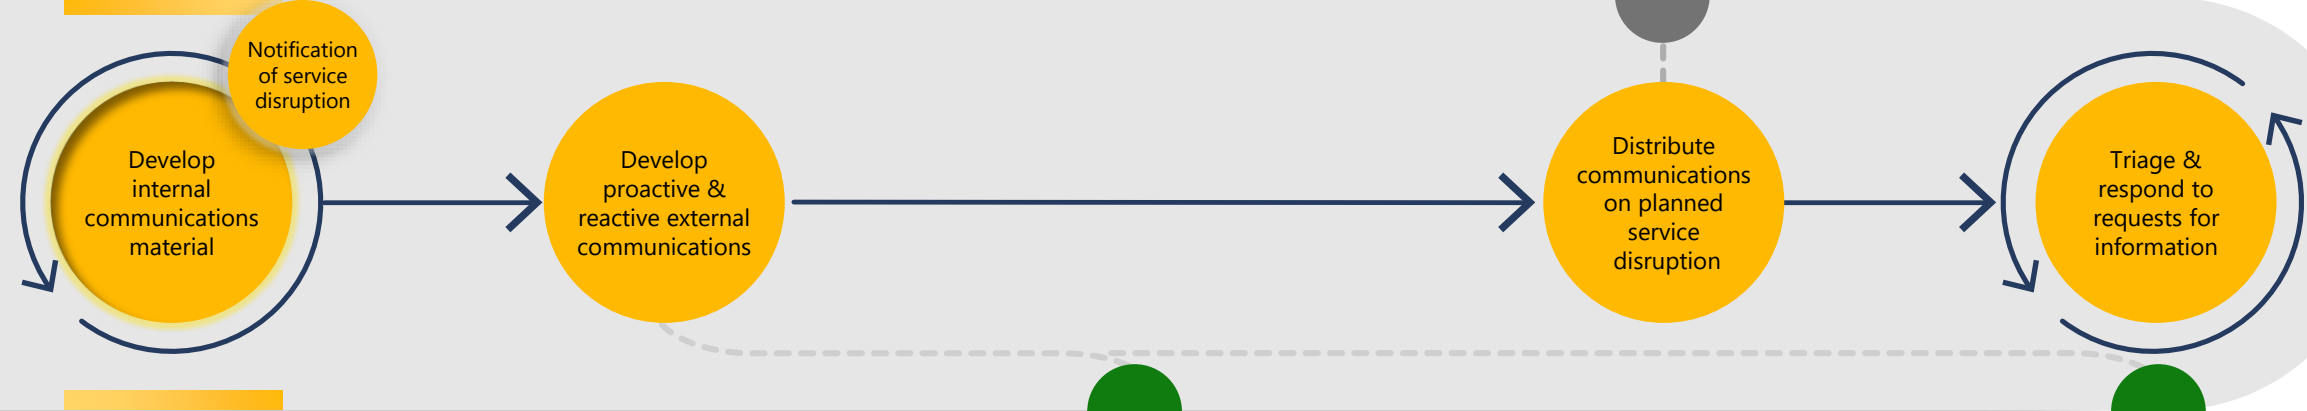 Notification
of service
disruption
Develop
internal
communications
material
Develop
proactive &
reactive external
communications
Distribute
communications
on planned
service
disruption
Triage &
respond to
requests for
information